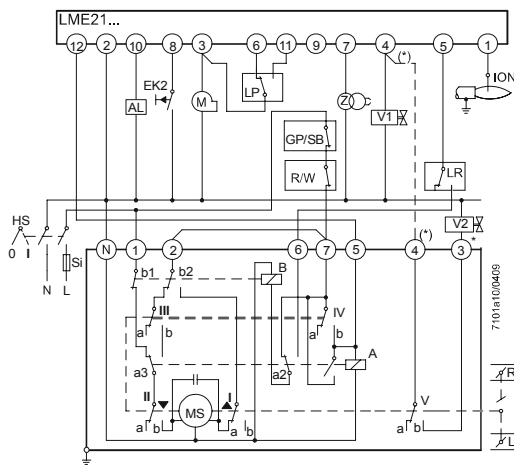 LME21...
12 2 10 8 3 6 11 9 7 4 (*) 5 1
EK2 ION
AL M LP Z V1
GP/SB
R/W LR
HS V2
0 I Si
N L
N 1 2 6 7 5 4 (*) 3 *
b1 b2 B
III IV
a b a b A
a3 a2
II I V
MS
a b a b a b
R
L
7101a10/0409